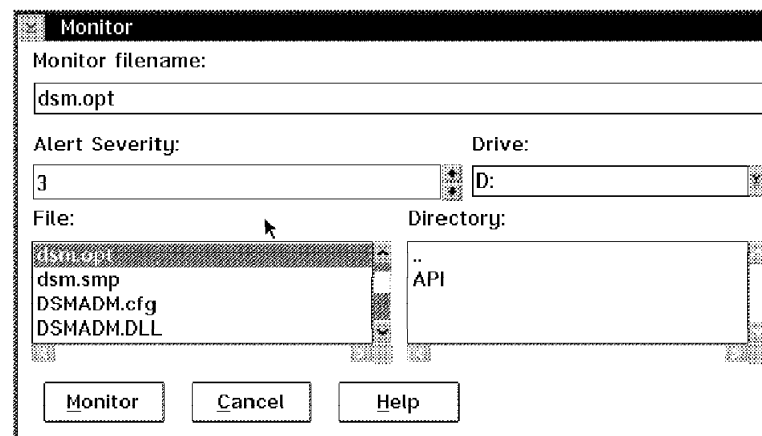 Monitor
Monitor filename:
dsm.opt
Alert Severity:
Drive:
3
D:
File:
Directory:
dsm.opt
dsm.smp
DSMADM.cfg
DSMADM.DLL
..
API
Monitor
Cancel
Help